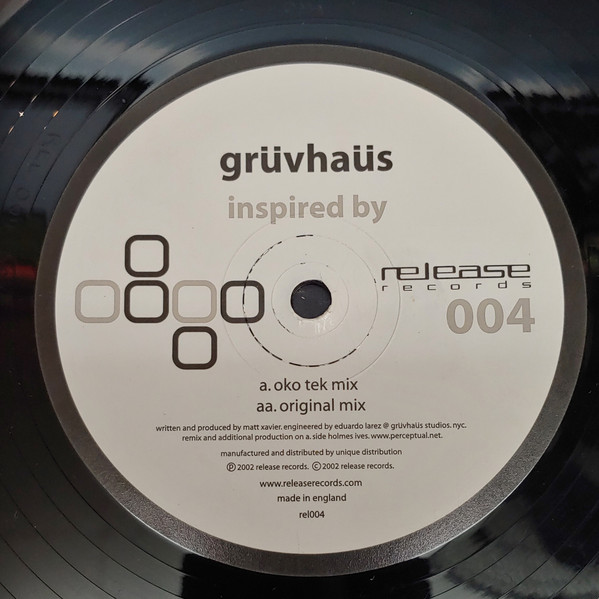 grüvhaüs
inspired by
release
records
004
a. oko tek mix
aa. original mix
written and produced by matt xavier. engineered by eduardo larez @ grüvhaüs studios. nyc.
remix and additional production on a. side holmes ives. www.perceptual.net.
manufactured and distributed by unique distribution
℗ 2002 release records. © 2002 release records.
www.releaserecords.com
made in england
rel004